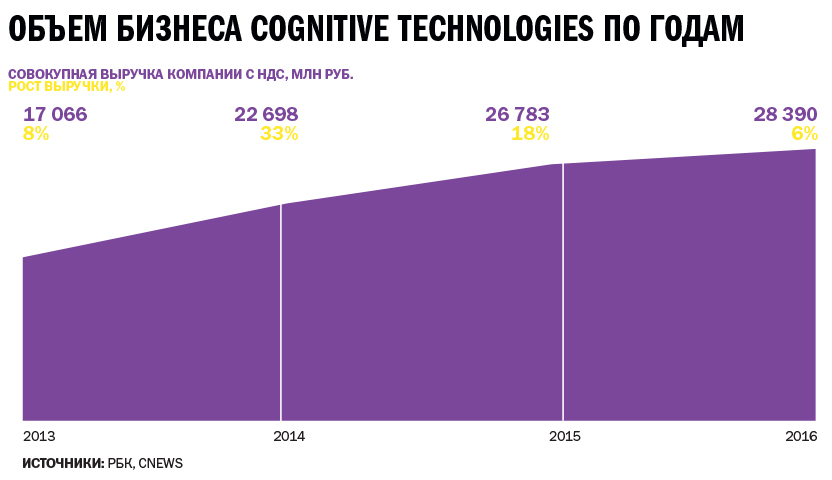 ОБЪЕМ БИЗНЕСА COGNITIVE TECHNOLOGIES ПО ГОДАМ
СОВОКУПНАЯ ВЫРУЧКА КОМПАНИИ С НДС, МЛН РУБ.
РОСТ ВЫРУЧКИ, %
17 066 22 698 26 783 28 390
8% 33% 18% 6%
2013 2014 2015 2016
ИСТОЧНИКИ: РБК, CNEWS